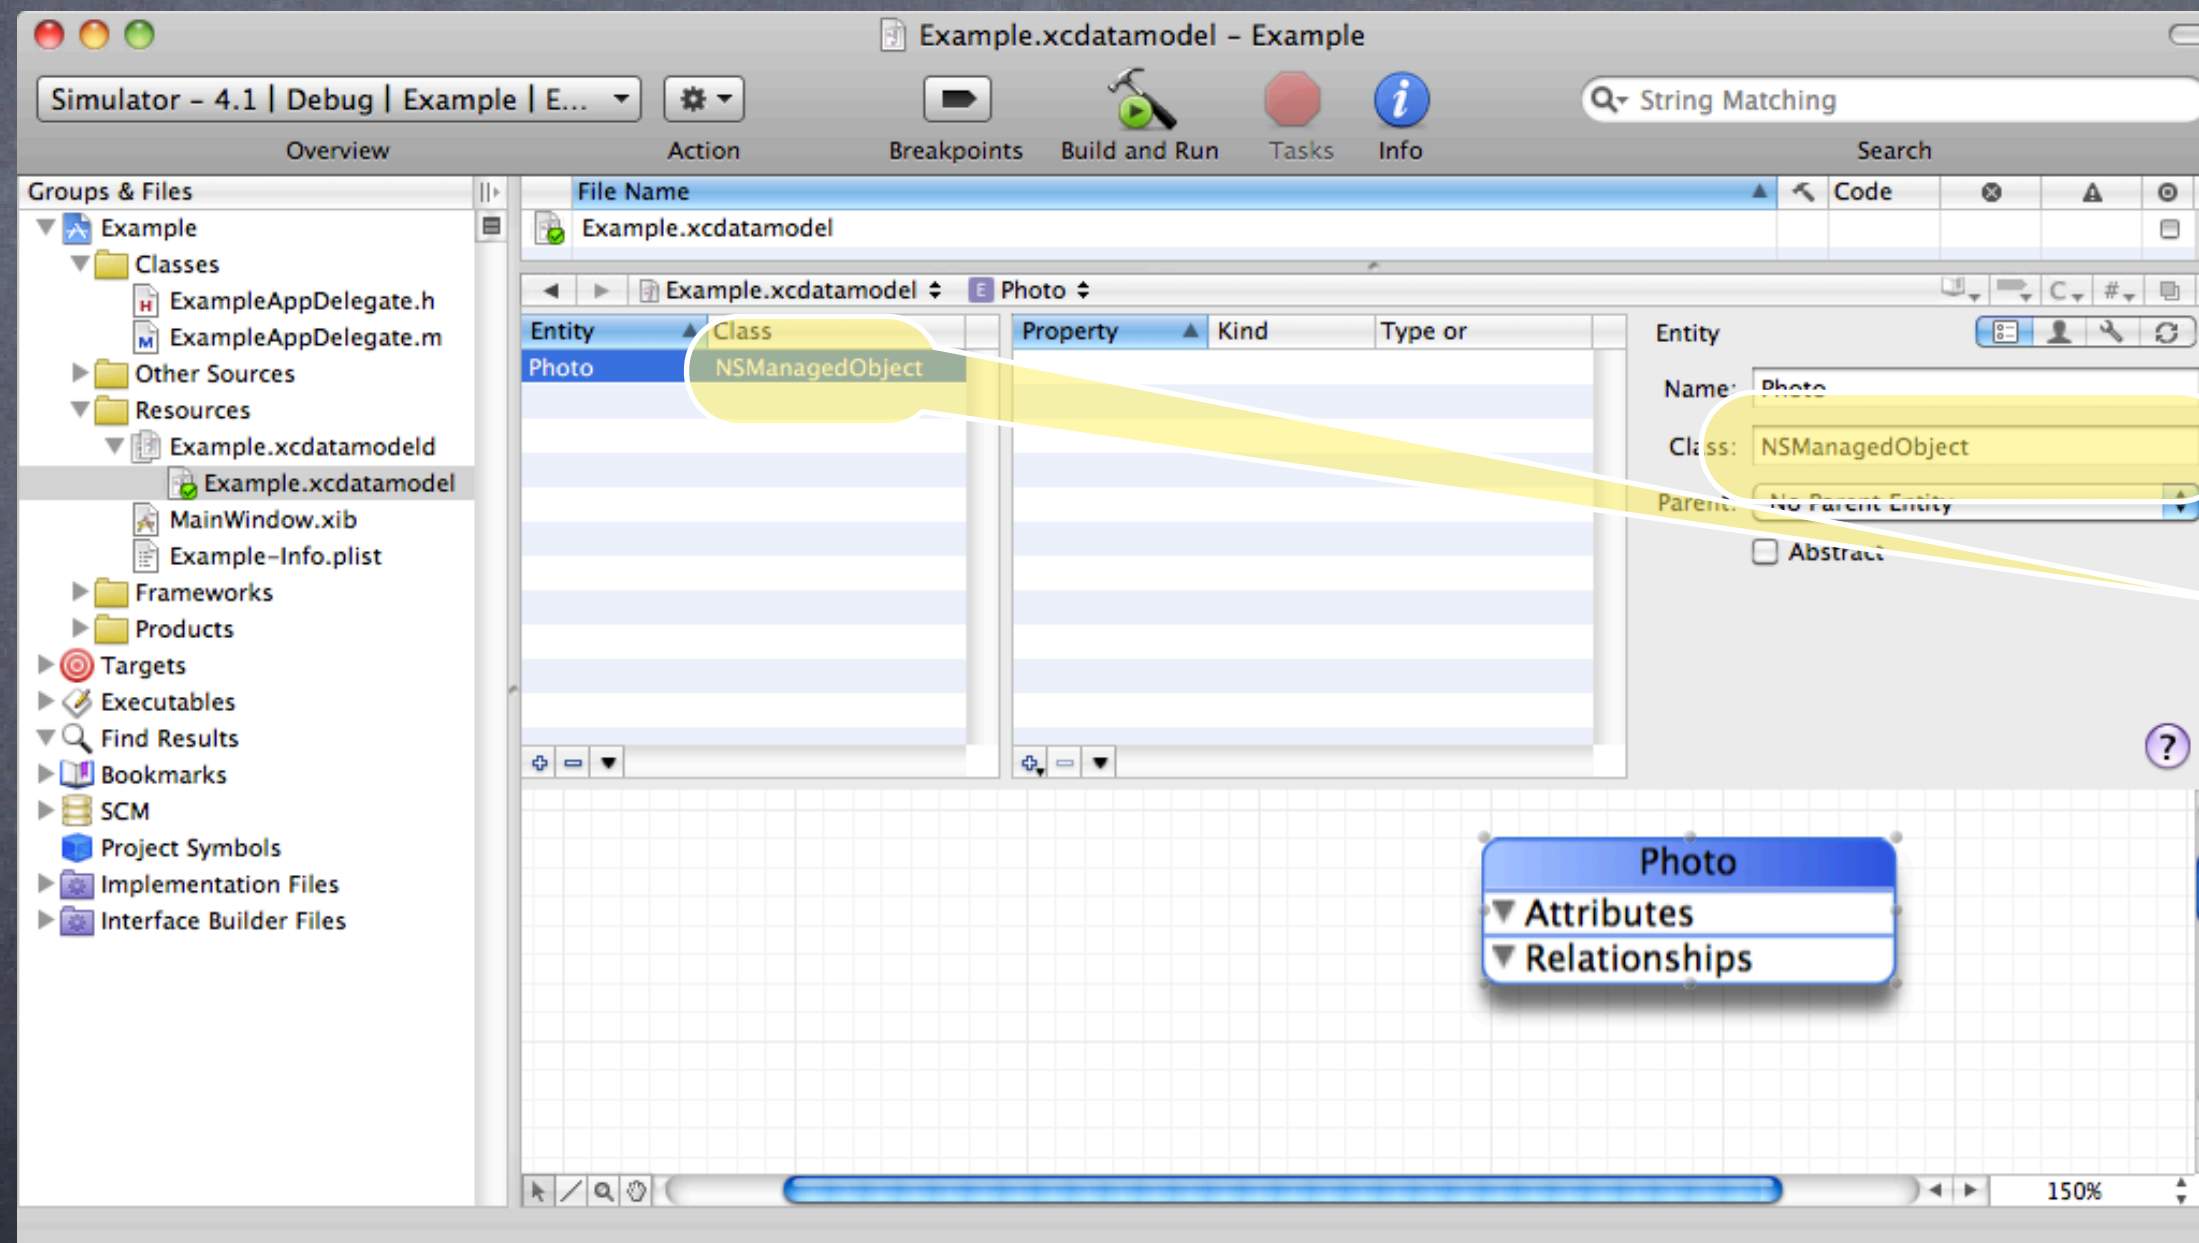 Example.xcdatamodel – Example
Simulator – 4.1 | Debug | Example | E...
String Matching
Overview
Action
Breakpoints
Build and Run
Tasks
Info
Search
Groups & Files
Example
Classes
ExampleAppDelegate.h
ExampleAppDelegate.m
Other Sources
Resources
Example.xcdatamodeld
Example.xcdatamodel
MainWindow.xib
Example-Info.plist
Frameworks
Products
Targets
Executables
Find Results
Bookmarks
SCM
Project Symbols
Implementation Files
Interface Builder Files
File Name
Code
Example.xcdatamodel
Example.xcdatamodel
E Photo
C
#
Entity
Class
Photo
NSManagedObject
Property
Kind
Type or
Entity
Name: Photo
Class: NSManagedObject
Parent: No Parent Entity
Abstract
?
Photo
Attributes
Relationships
150%